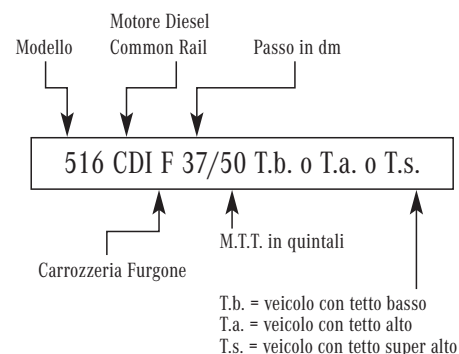 Motore Diesel
Modello Common Rail Passo in dm
516 CDI F 37/50 T.b. o T.a. o T.s.
M.T.T. in quintali
Carrozzeria Furgone
T.b. = veicolo con tetto basso
T.a. = veicolo con tetto alto
T.s. = veicolo con tetto super alto